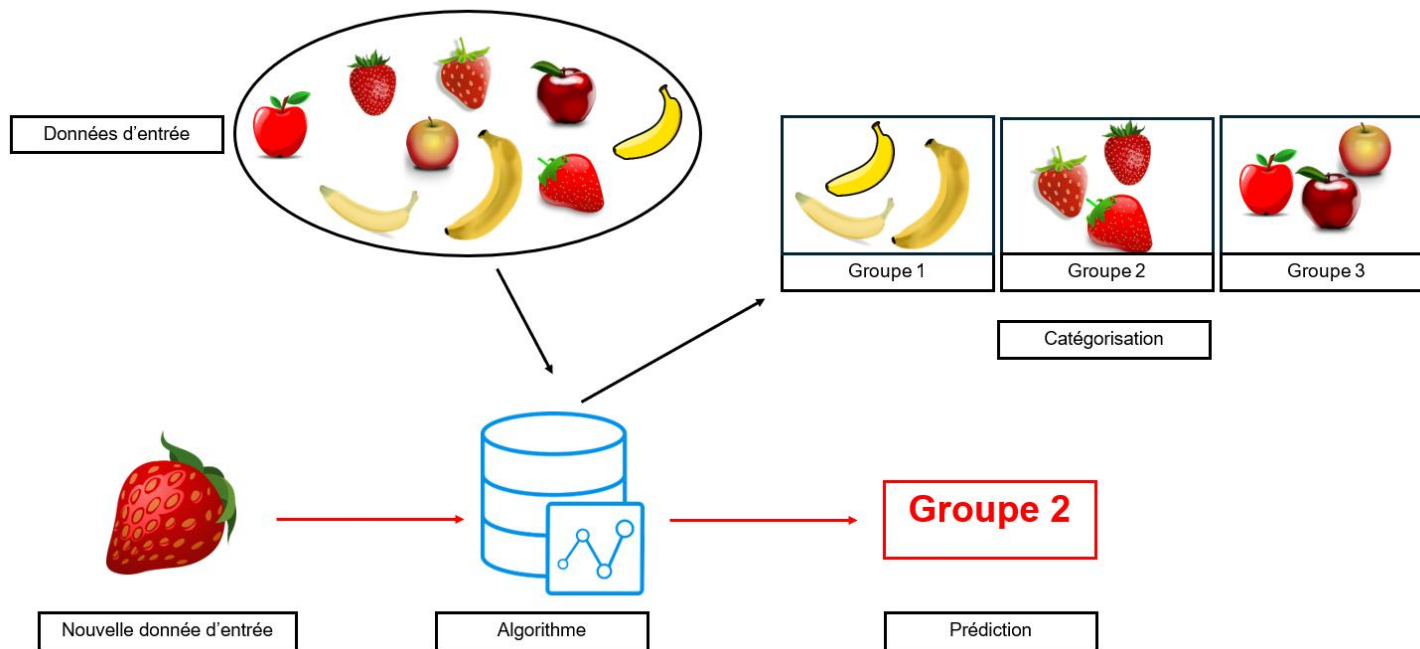 Données d'entrée
Groupe 1
Groupe 2
Groupe 3
Catégorisation
Groupe 2
Nouvelle donnée d'entrée
Algorithme
Prédiction